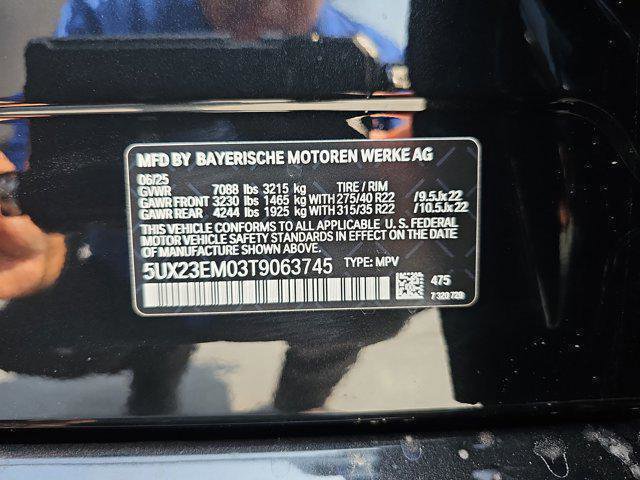 MFD BY BAYERISCHE MOTOREN WERKE AG
06/25
GVWR 7088 lbs 3215 kg TIRE / RIM
GAWR FRONT 3230 lbs 1465 kg WITH 275/40 R22 /9.5Jx22
GAWR REAR 4244 lbs 1925 kg WITH 315/35 R22 /10.5Jx22
THIS VEHICLE CONFORMS TO ALL APPLICABLE U. S. FEDERAL
MOTOR VEHICLE SAFETY STANDARDS IN EFFECT ON THE DATE
OF MANUFACTURE SHOWN ABOVE.
5UX23EM03T9063745 TYPE: MPV
475
7 320 729